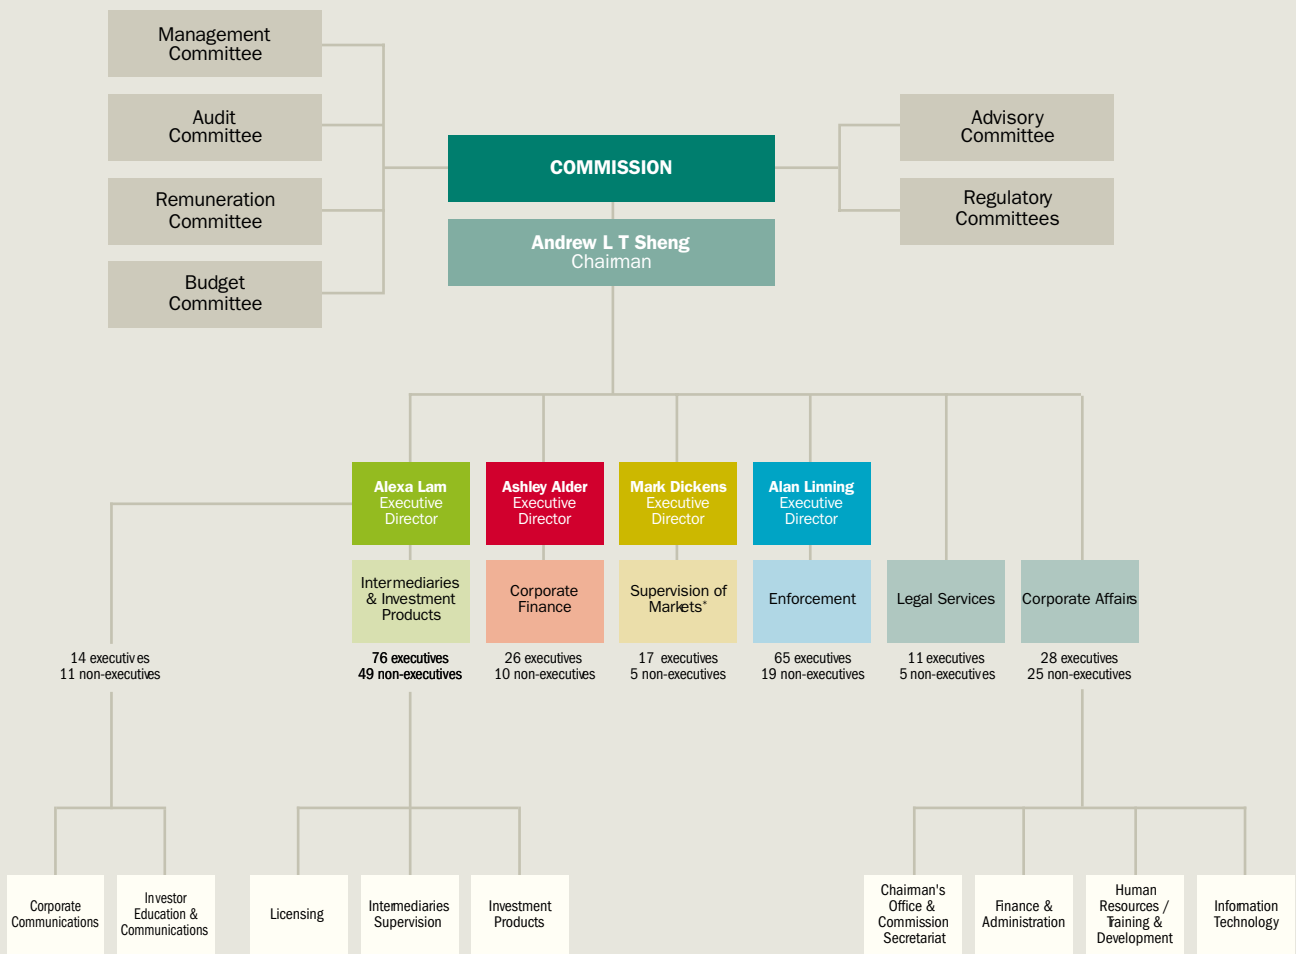 Management
Committee
Audit
Committee
Remuneration
Committee
Budget
Committee
COMMISSION
Andrew L T Sheng
Chairman
Advisory
Committee
Regulatory
Committees
Alexa Lam
Executive
Director
Ashley Alder
Executive
Director
Mark Dickens
Executive
Director
Alan Linning
Executive
Director
Intermediaries
& Investment
Products
Corporate
Finance
Supervision of
Markets*
Enforcement
Legal Services
Corporate Affairs
14 executives
11 non-executives
76 executives
49 non-executives
26 executives
10 non-executives
17 executives
5 non-executives
65 executives
19 non-executives
11 executives
5 non-executives
28 executives
25 non-executives
Corporate
Communications
Investor
Education &
Communications
Licensing
Intermediaries
Supervision
Investment
Products
Chairman's
Office &
Commission
Secretariat
Finance &
Administration
Human
Resources /
Training &
Development
Information
Technology